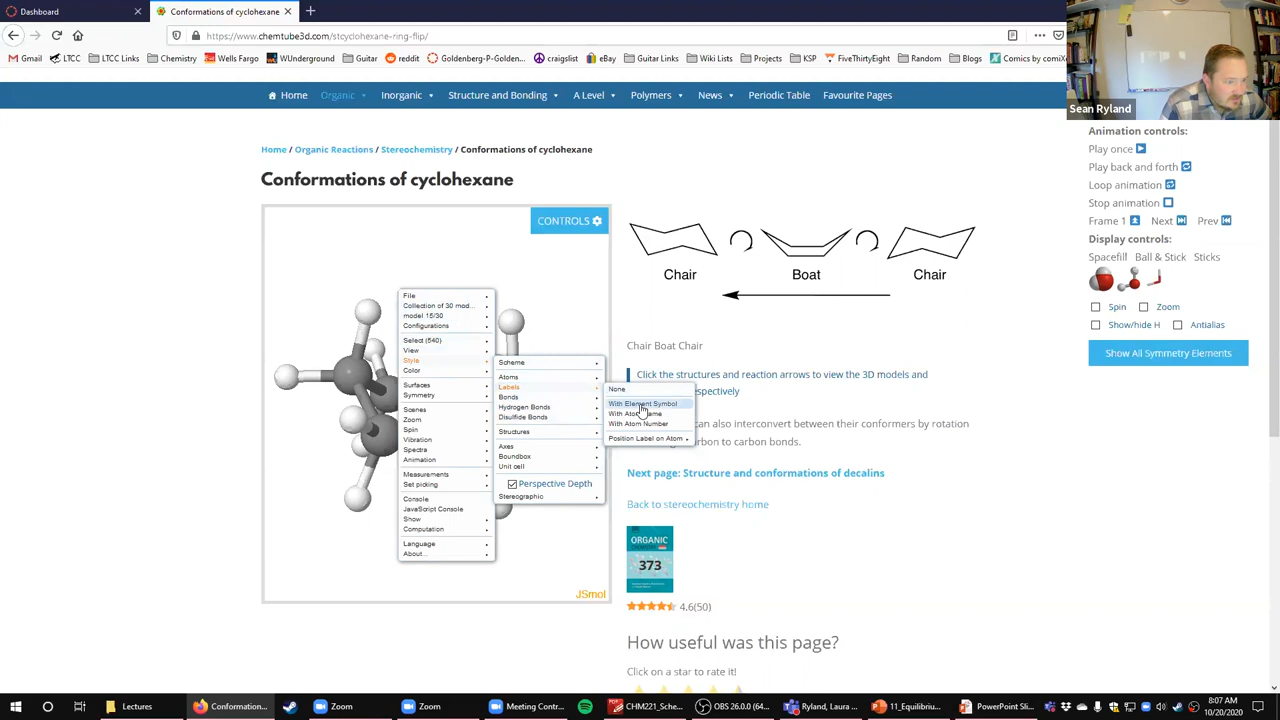 Dashboard
Conformations of cyclohexane
https://www.chemtube3d.com/stcyclohexane-ring-flip/
Gmail LTCC LTCC Links Chemistry Wells Fargo WUnderground Guitar reddit Goldenberg-P-Golden... craigslist eBay Guitar Links Wiki Lists Projects KSP FiveThirtyEight Random Blogs Comics by comiXo
Sean Ryland
Home Organic Inorganic Structure and Bonding A Level Polymers News Periodic Table Favourite Pages
Home / Organic Reactions / Stereochemistry / Conformations of cyclohexane
Conformations of cyclohexane
CONTROLS
File
Collection of 30 mod...
model 15/30
Configurations
Select (540)
View
Style
Color
Surfaces
Symmetry
Scenes
Zoom
Spin
Vibration
Spectra
Animation
Measurements
Set picking
Console
JavaScript Console
Show
Computation
Language
About...
Scheme
Atoms
Labels
Bonds
Hydrogen Bonds
Disulfide Bonds
Structures
Axes
Boundbox
Unit cell
Perspective Depth
Stereographic
None
With Element Symbol
With Atom Name
With Atom Number
Position Label on Atom
JSmol
Chair Boat Chair
Chair Boat Chair
Click the structures and reaction arrows to view the 3D models and
spectively
can also interconvert between their conformers by rotation
rbon to carbon bonds.
Next page: Structure and conformations of decalins
Back to stereochemistry home
ORGANIC
373
4.6(50)
How useful was this page?
Click on a star to rate it!
Animation controls:
Play once
Play back and forth
Loop animation
Stop animation
Frame 1 Next Prev
Display controls:
Spacefill Ball & Stick Sticks
Spin Zoom
Show/hide H Antialias
Show All Symmetry Elements
Lectures Conformation... Zoom Zoom Meeting Contr... CHM221_Sche... OBS 26.0.0 (64... Ryland, Laura ... 11_Equilibriu... PowerPoint Sli...
8:07 AM
10/20/2020